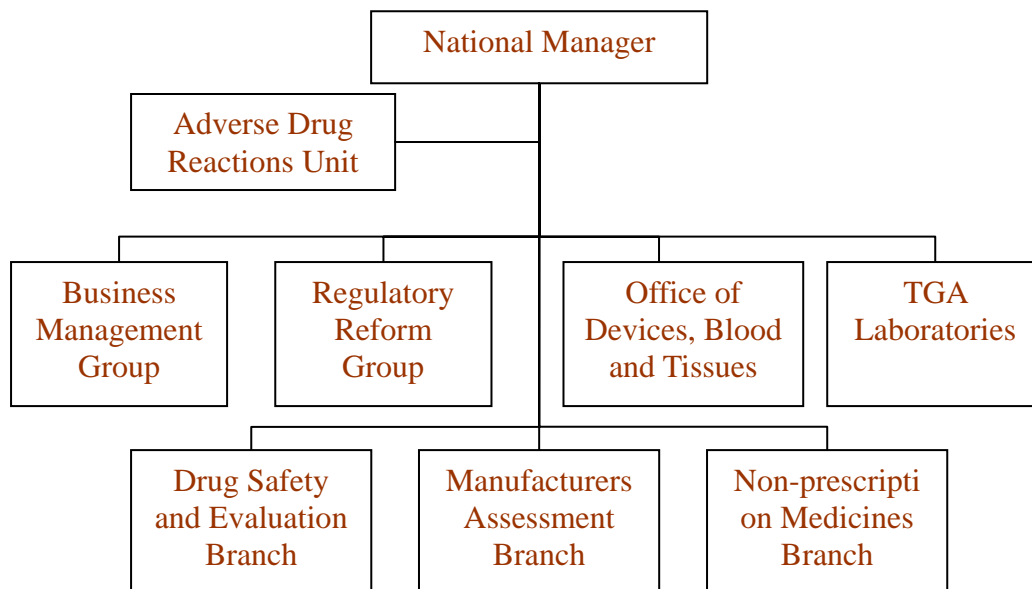 National Manager
Adverse Drug
Reactions Unit
Business
Management
Group
Regulatory
Reform
Group
Office of
Devices, Blood
and Tissues
TGA
Laboratories
Drug Safety
and Evaluation
Branch
Manufacturers
Assessment
Branch
Non-prescripti
on Medicines
Branch